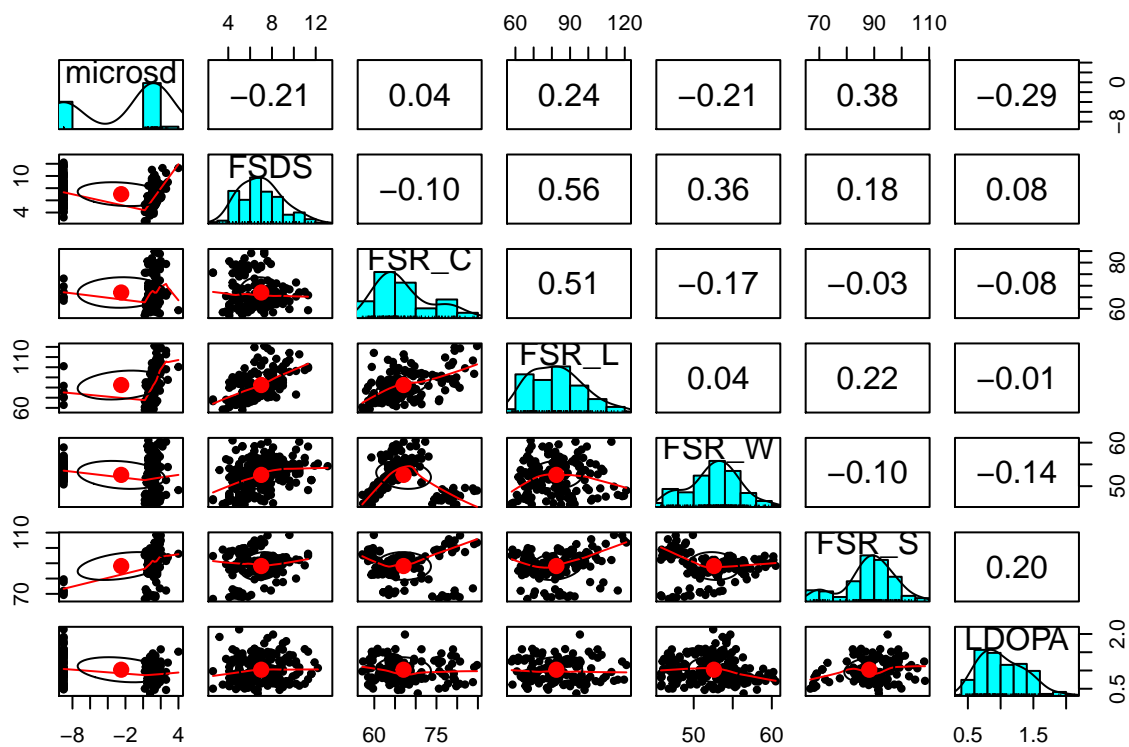 4 8 12 60 90 120 70 90 110
microsd −0.21 0.04 0.24 −0.21 0.38 −0.29 −8 0
4 10 FSDS −0.10 0.56 0.36 0.18 0.08
FSR_C 0.51 −0.17 −0.03 −0.08 60 80
60 110 FSR_L 0.04 0.22 −0.01
FSR_W −0.10 −0.14 50 60
70 110 FSR_S 0.20
LDOPA 0.5 2.0
−8 −2 4 60 75 50 60 0.5 1.5